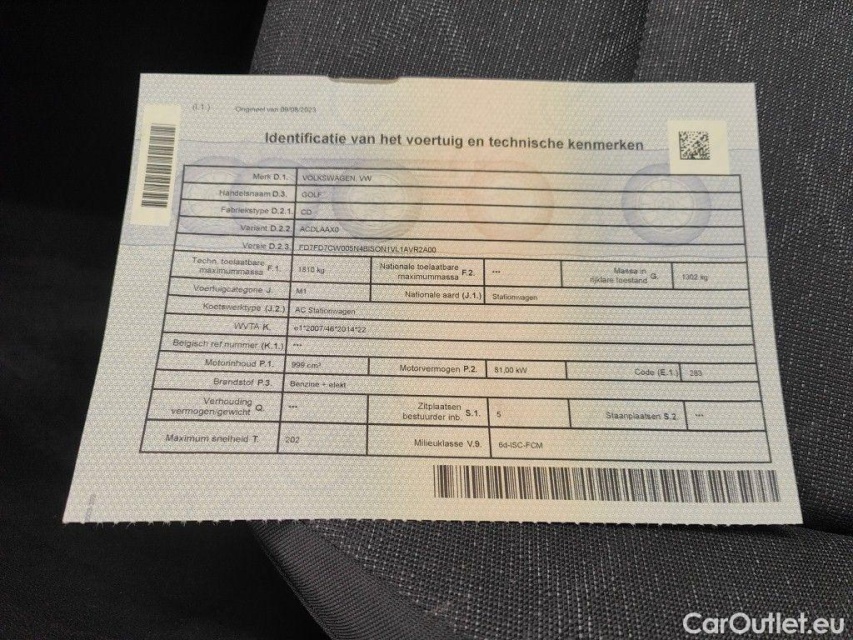 (I.1.) Origineel van 09/08/2023
Identificatie van het voertuig en technische kenmerken
Merk D.1. VOLKSWAGEN, VW
Handelsnaam D.3. GOLF
Fabriekstype D.2.1. CD
Variant D.2.2. ACDLAAX0
Versie D.2.3.
Techn. toelaatbare maximummassa F.1. 1810 kg Nationale toelaatbare maximummassa F.2. --- Massa in rijklare toestand G. 1302 kg
Voertuigcategorie J. M1 Nationale aard (J.1.) Stationwagen
Koetswerktype (J.2.) AC Stationwagen
WVTA K. e1*2007/46*2014*22
Belgisch ref.nummer (K.1.) ---
Motorinhoud P.1. 999 cm³ Motorvermogen P.2. 81,00 kW Code (E.1.) 283
Brandstof P.3. Benzine + elekt
Verhouding vermogen/gewicht Q. --- Zitplaatsen bestuurder inb. S.1. 5 Staanplaatsen S.2. ---
Maximum snelheid T. 202 Milieuklasse V.9. 6d-ISC-FCM
CarOutlet.eu